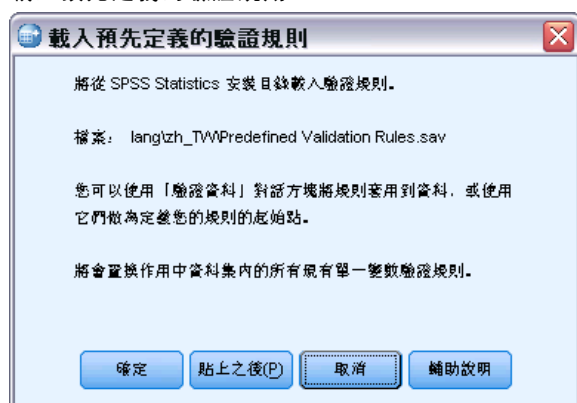 載入預先定義的驗證規則
將從 SPSS Statistics 安裝目錄載入驗證規則。
檔案： lang\zh_TW\Predefined Validation Rules.sav
您可以使用「驗證資料」對話方塊將規則套用到資料，或使用
它們做為定義您的規則的起始點。
將會置換作用中資料集內的所有現有單一變數驗證規則。
確定
貼上之後(P)
取消
輔助說明